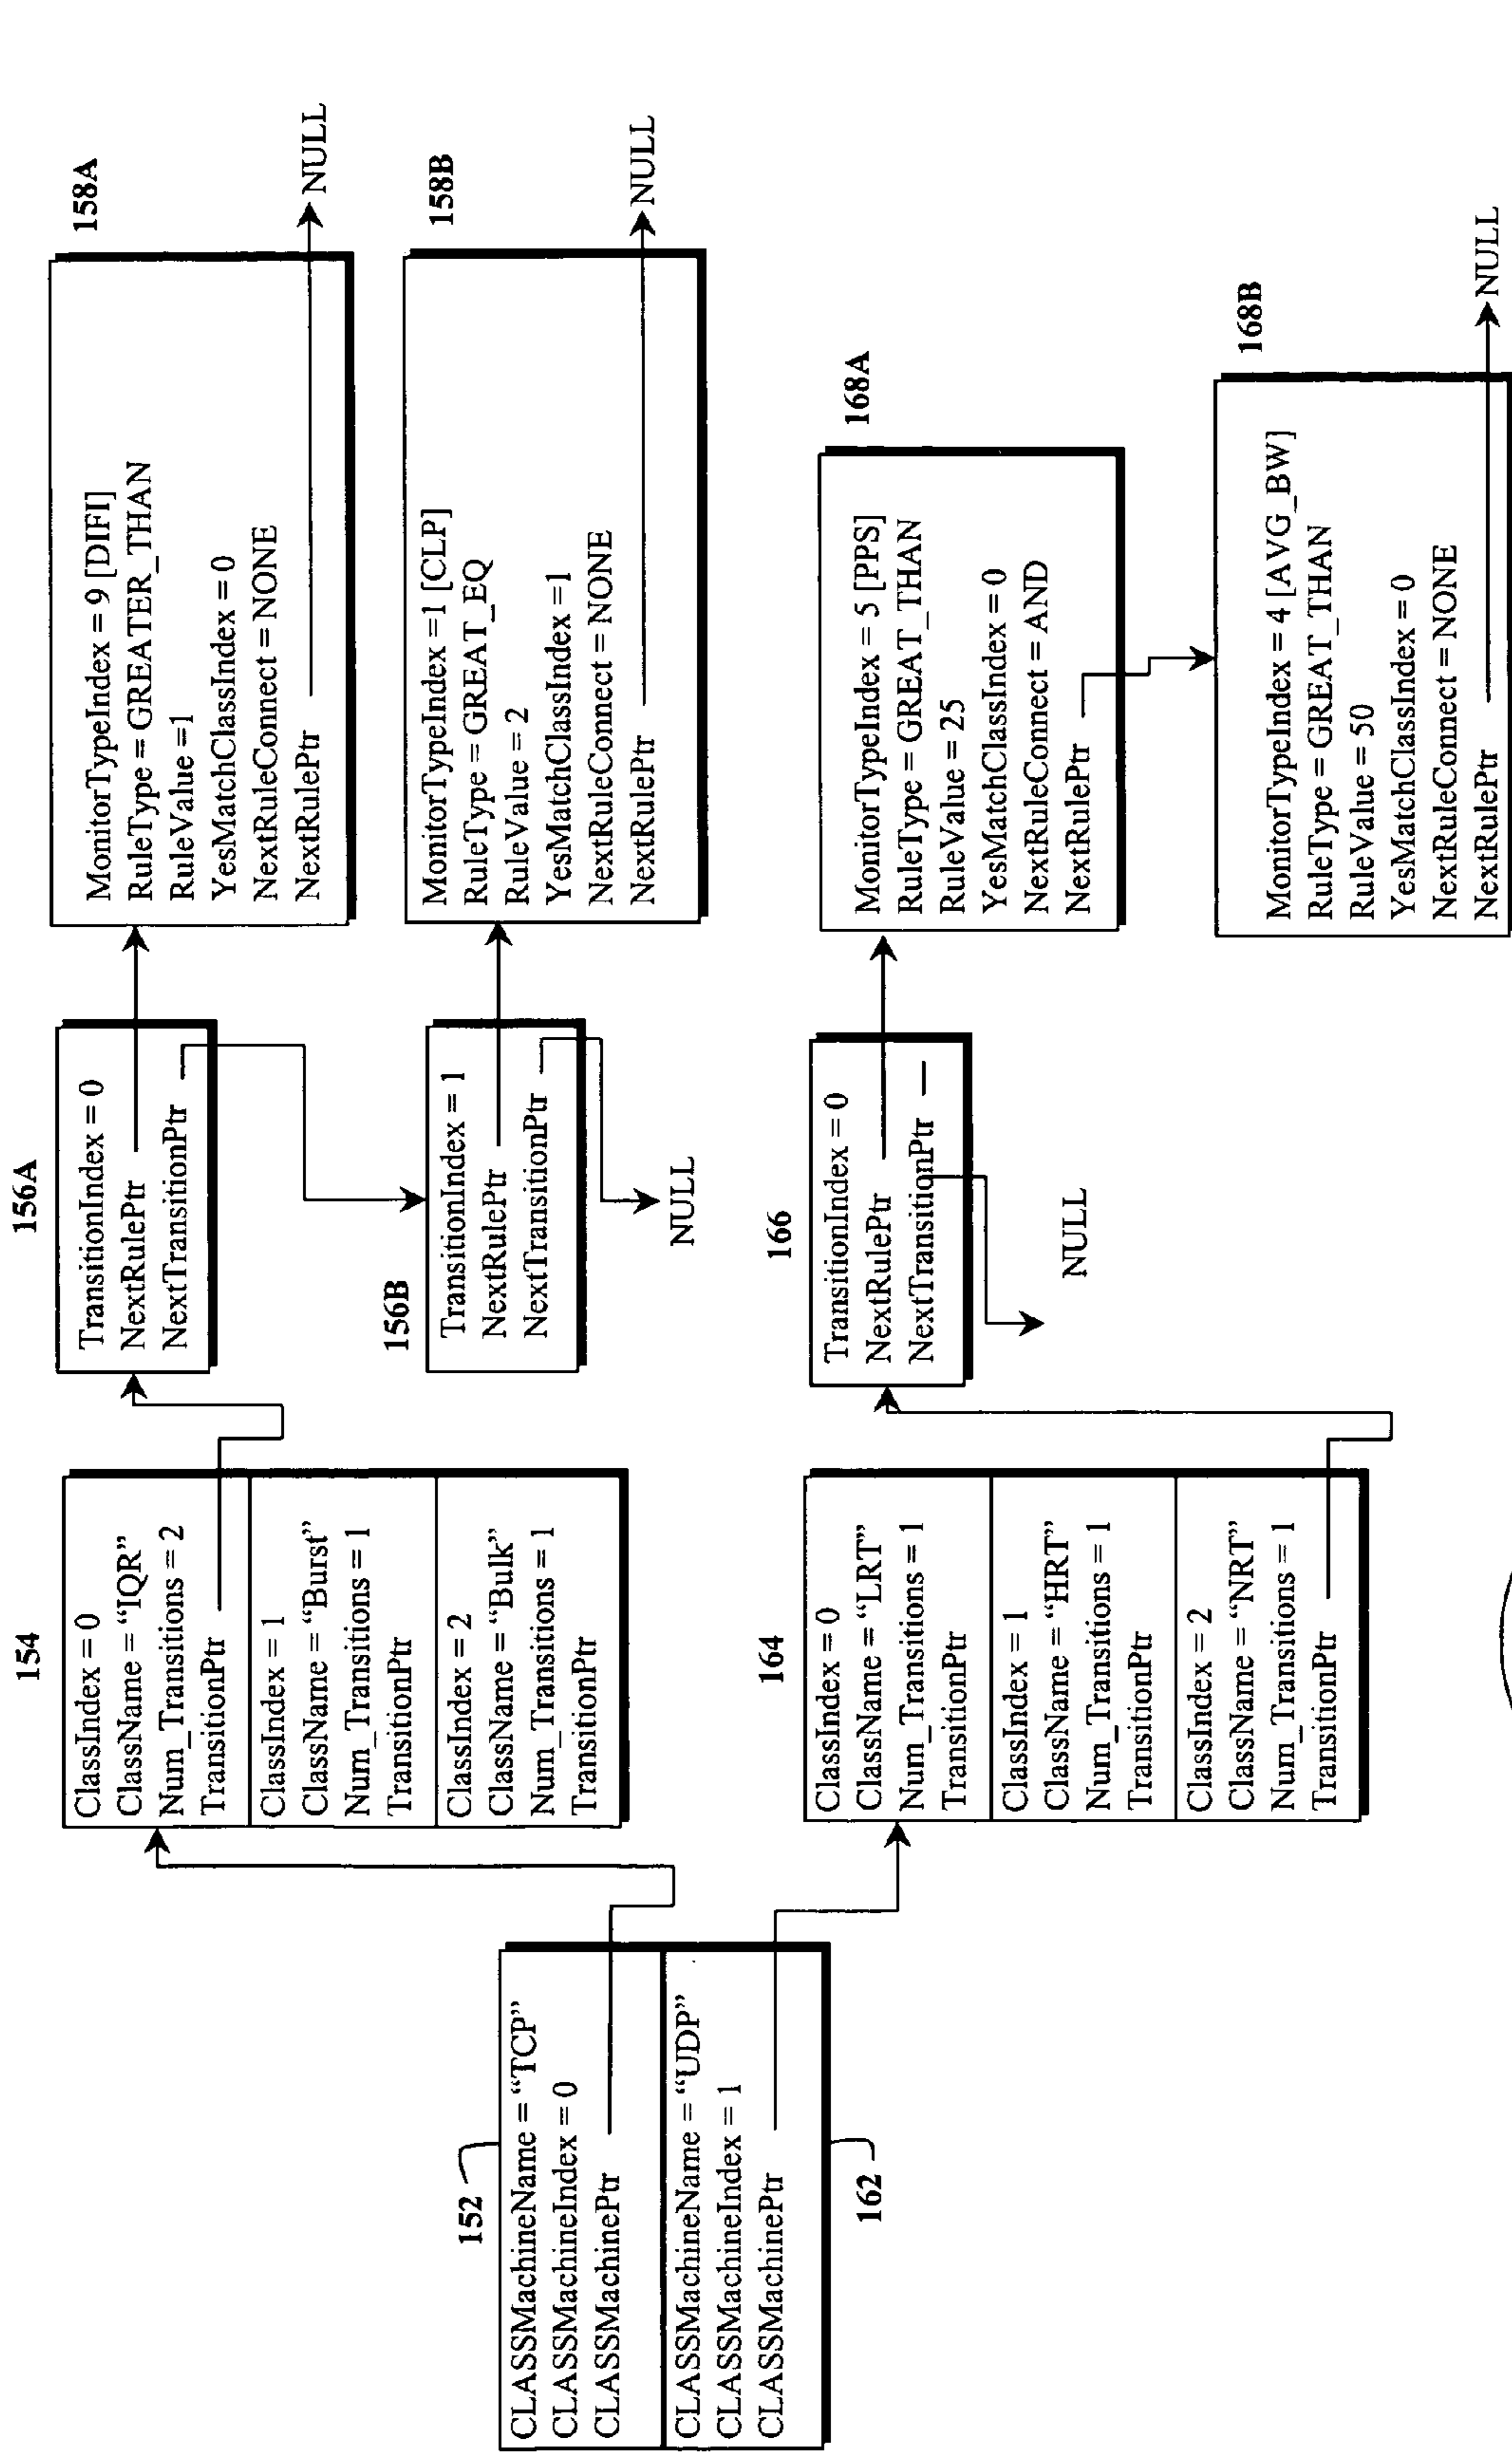 152
CLASSMachineName = “TCP”
CLASSMachineIndex = 0
CLASSMachinePtr
CLASSMachineName = “UDP”
CLASSMachineIndex = 1
CLASSMachinePtr
162
154
ClassIndex = 0
ClassName = “IQR”
Num_Transitions = 2
TransitionPtr
ClassIndex = 1
ClassName = “Burst”
Num_Transitions = 1
TransitionPtr
ClassIndex = 2
ClassName = “Bulk”
Num_Transitions = 1
TransitionPtr
164
ClassIndex = 0
ClassName = “LRT”
Num_Transitions = 1
TransitionPtr
ClassIndex = 1
ClassName = “HRT”
Num_Transitions = 1
TransitionPtr
ClassIndex = 2
ClassName = “NRT”
Num_Transitions = 1
TransitionPtr
156A
TransitionIndex = 0
NextRulePtr
NextTransitionPtr
156B
TransitionIndex = 1
NextRulePtr
NextTransitionPtr
NULL
166
TransitionIndex = 0
NextRulePtr
NextTransitionPtr
NULL
158A
MonitorTypeIndex = 9 [DIFI]
RuleType = GREATER_THAN
RuleValue =1
YesMatchClassIndex = 0
NextRuleConnect = NONE
NextRulePtr
NULL
158B
MonitorTypeIndex =1 [CLP]
RuleType = GREAT_EQ
RuleValue = 2
YesMatchClassIndex =1
NextRuleConnect = NONE
NextRulePtr
NULL
168A
MonitorTypeIndex = 5 [PPS]
RuleType = GREAT_THAN
RuleValue = 25
YesMatchClassIndex = 0
NextRuleConnect = AND
NextRulePtr
168B
MonitorTypeIndex = 4 [AVG_BW]
RuleType = GREAT_THAN
RuleValue = 50
YesMatchClassIndex = 0
NextRuleConnect = NONE
NextRulePtr
NULL